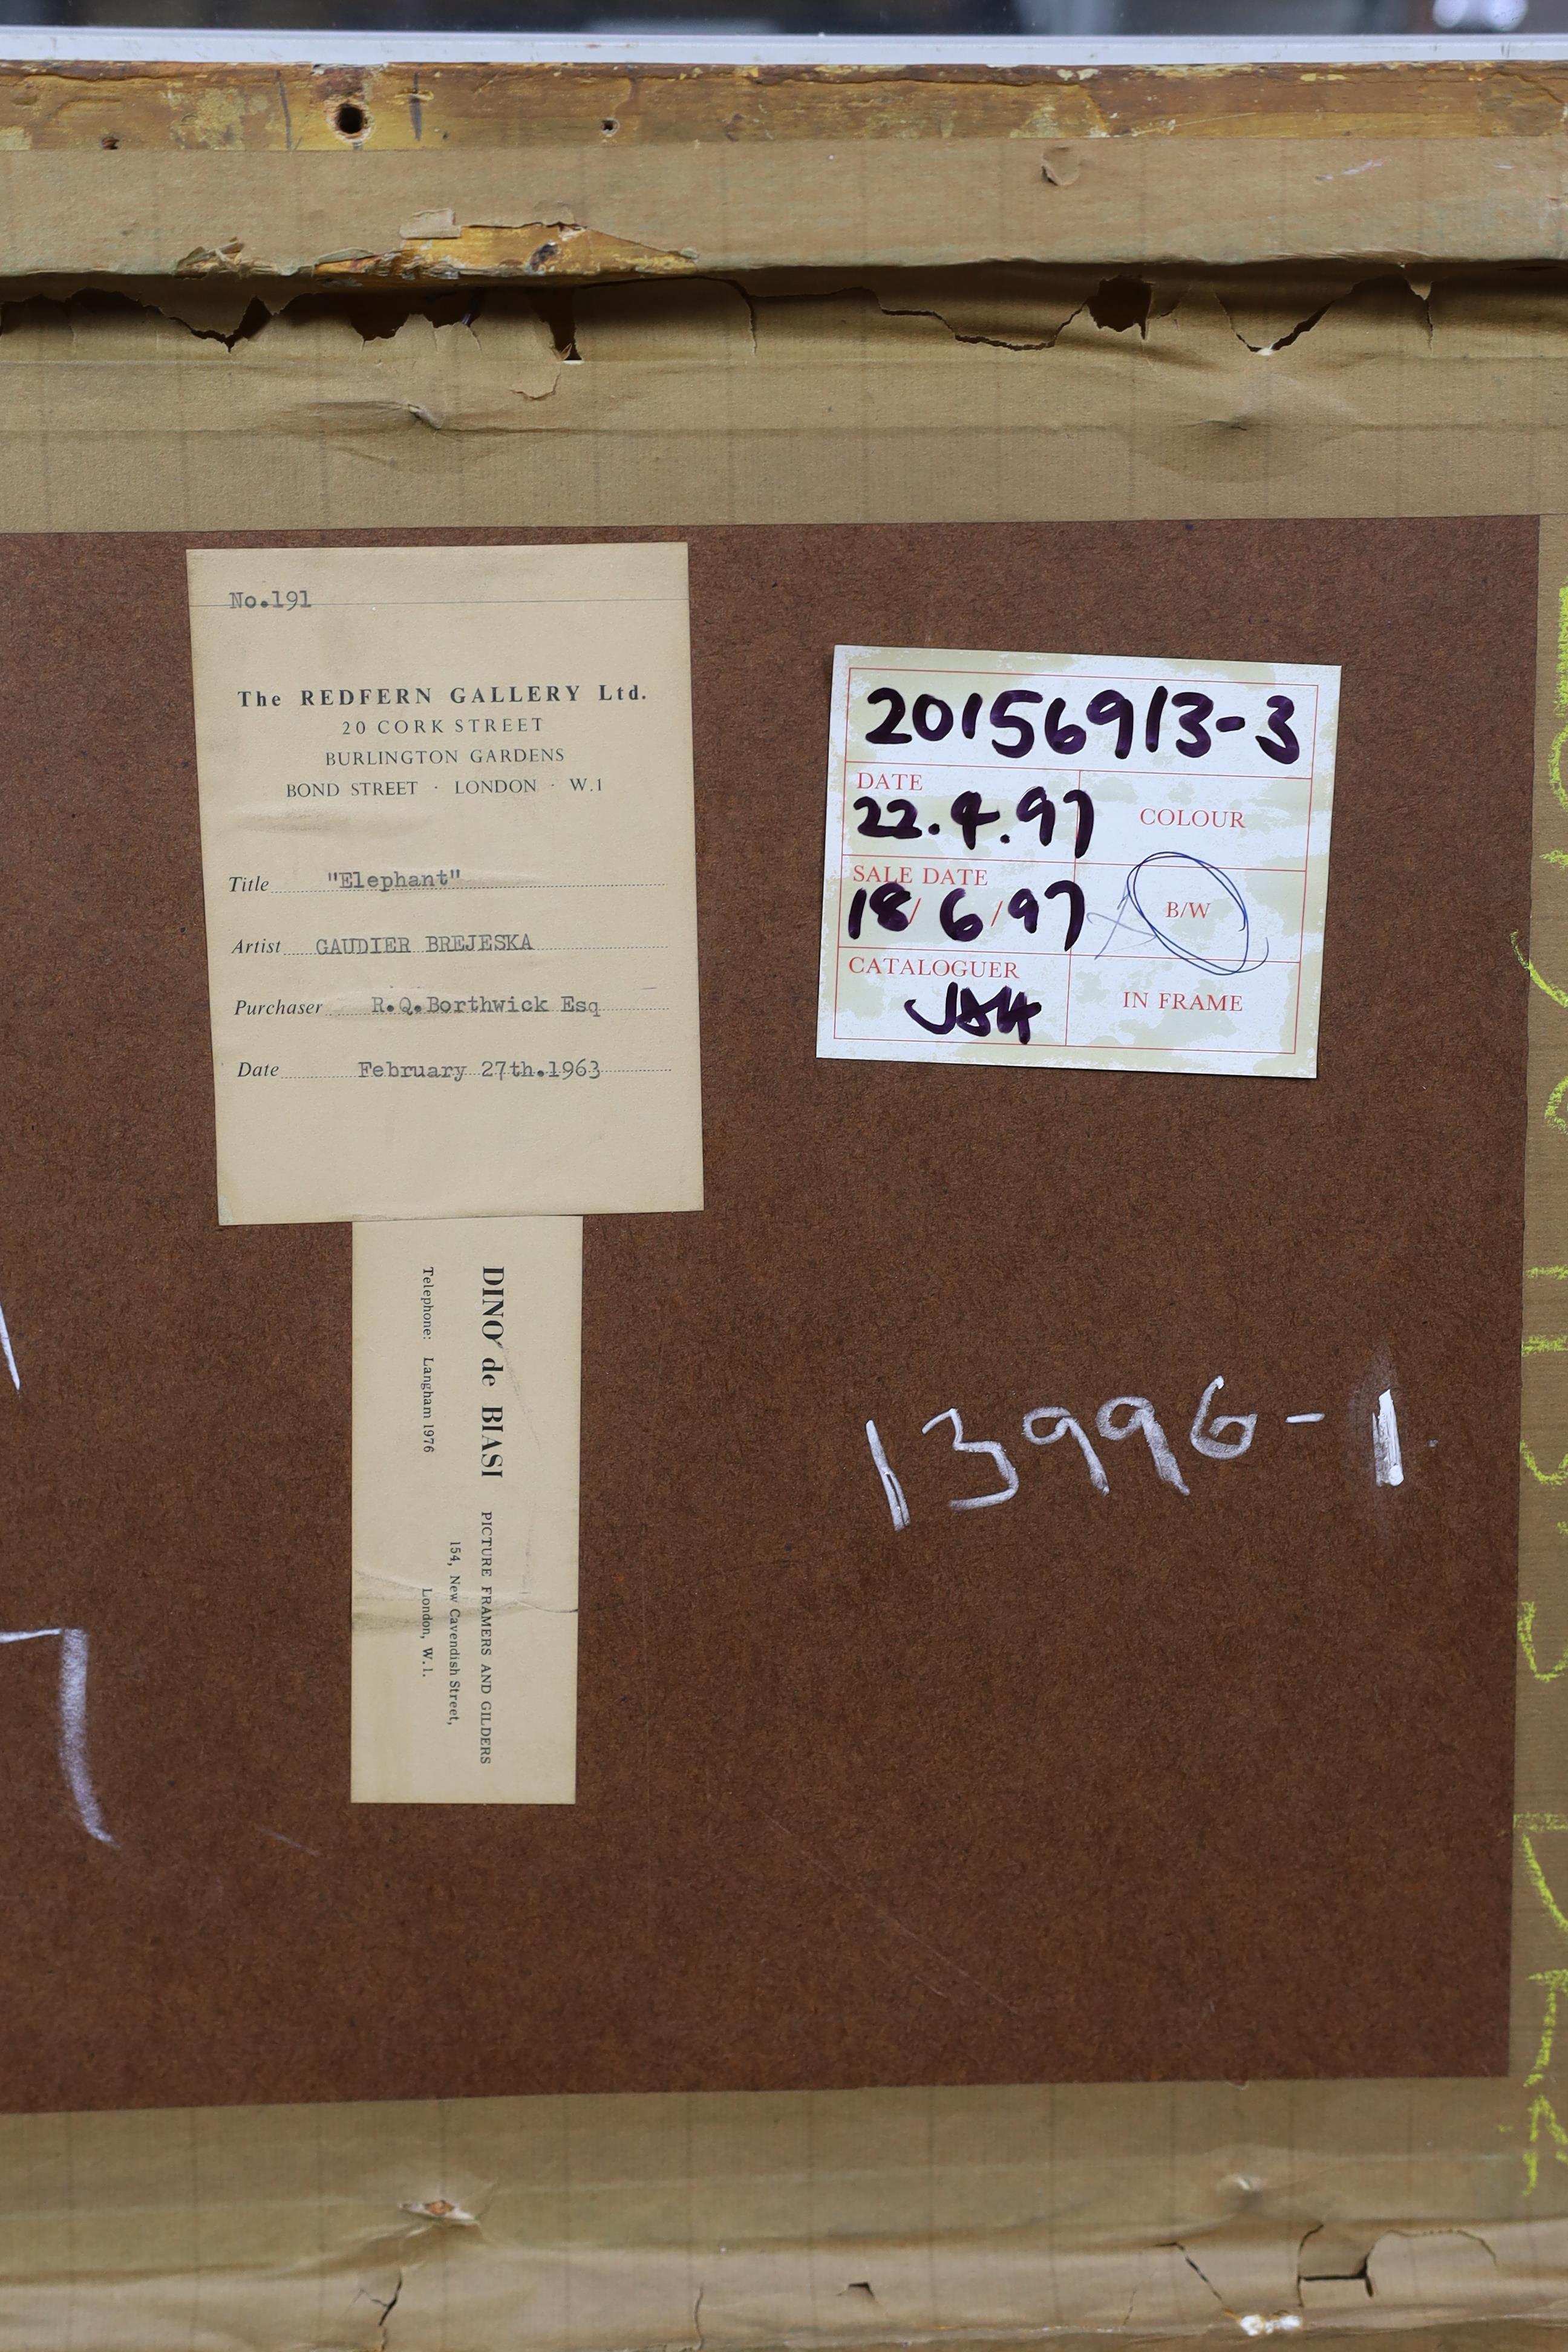 No.191
The REDFERN GALLERY Ltd.
20 CORK STREET
BURLINGTON GARDENS
BOND STREET · LONDON · W.1
Title "Elephant"
Artist GAUDIER BREJESKA
Purchaser R.Q.Borthwick Esq
Date February 27th.1963
DINO de BIASI PICTURE FRAMERS AND GILDERS
154, New Cavendish Street,
Telephone: Langham 1976 London, W.1.
20156913-3
DATE
22.4.97
COLOUR
SALE DATE
18/6/97
B/W
CATALOGUER
JAH
IN FRAME
13996-1